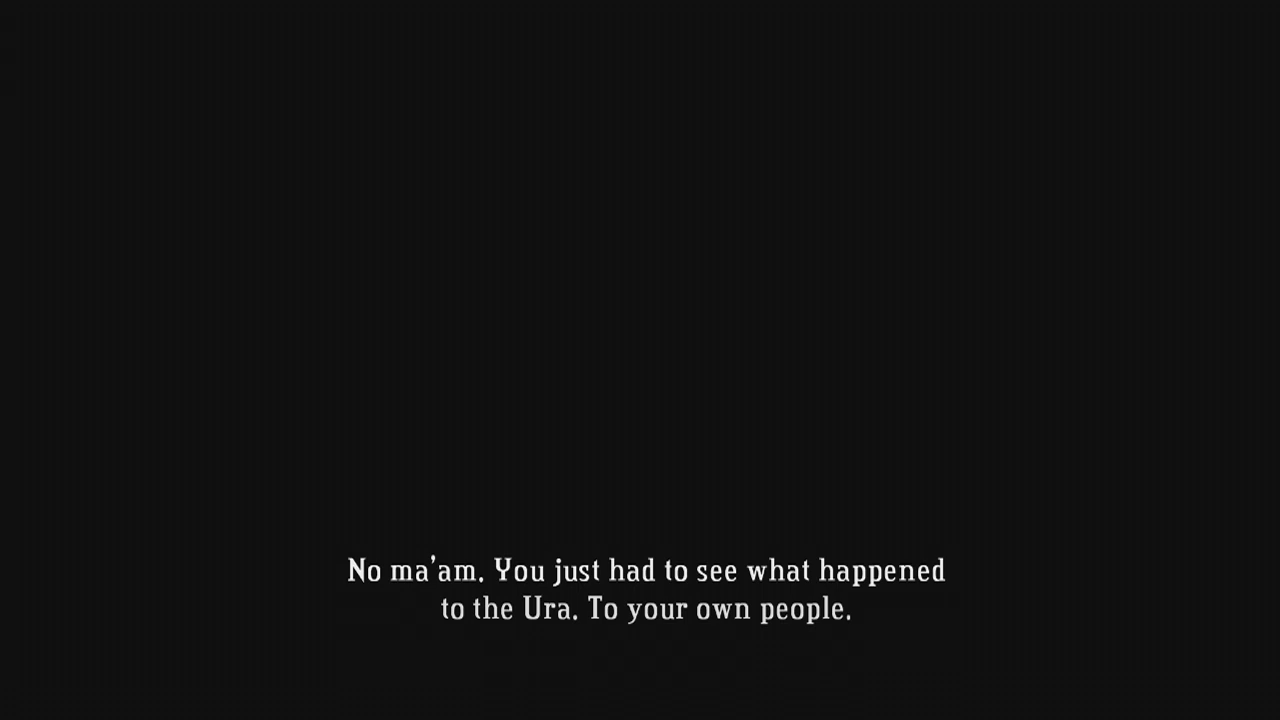 No ma'am. You just had to see what happened
to the Ura. To your own people.